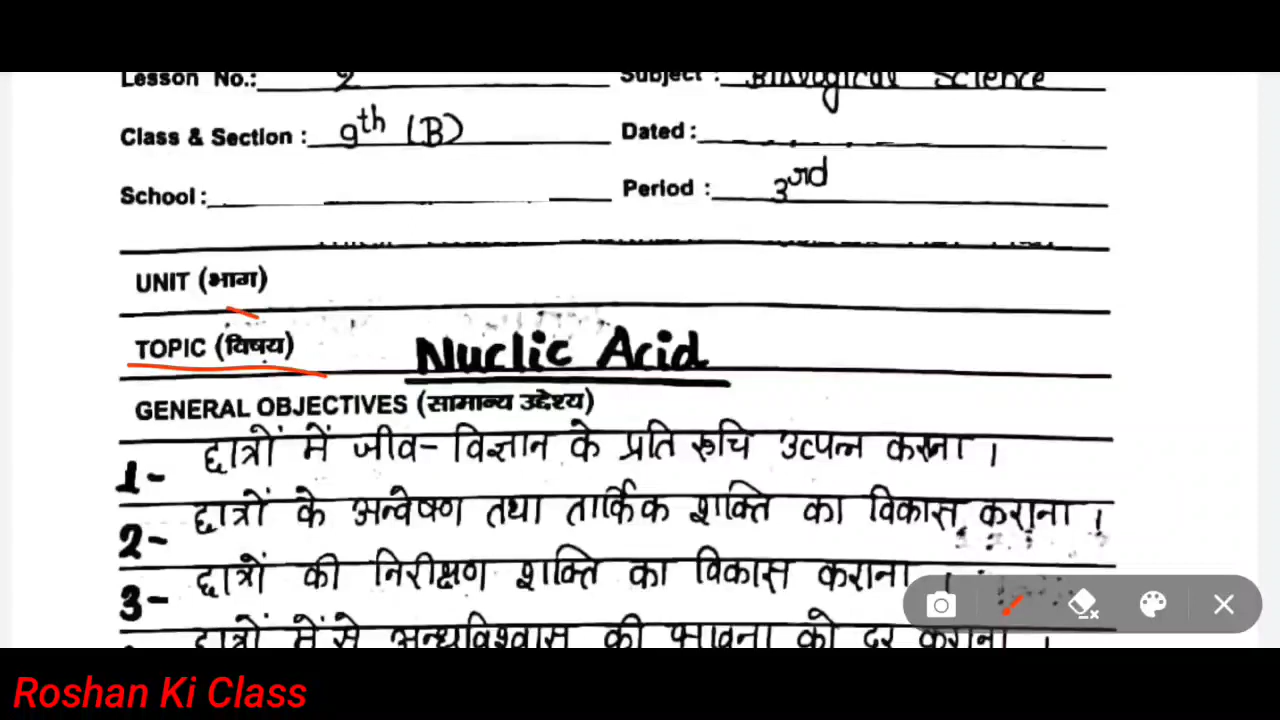 Lesson No.: 2 Subject : Biological Science
Class & Section : 9th (B) Dated :
School : Period : 3rd
UNIT (भाग)
TOPIC (विषय) Nuclic Acid
GENERAL OBJECTIVES (सामान्य उद्देश्य)
1- छात्रों में जीव-विज्ञान के प्रति रुचि उत्पन्न करना ।
2- छात्रों के अन्वेषण तथा तार्किक शक्ति का विकास कराना ।
3- छात्रों की निरीक्षण शक्ति का विकास कराना ।
छात्रों में से अन्धविश्वास की भावना को दूर कराना ।
Roshan Ki Class